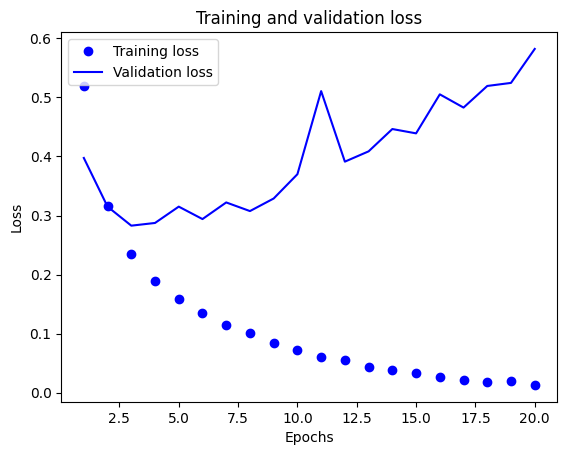 Training and validation loss
Training loss
Validation loss
0.6
0.5
0.4
0.3
0.2
0.1
0.0
Loss
2.5 5.0 7.5 10.0 12.5 15.0 17.5 20.0
Epochs